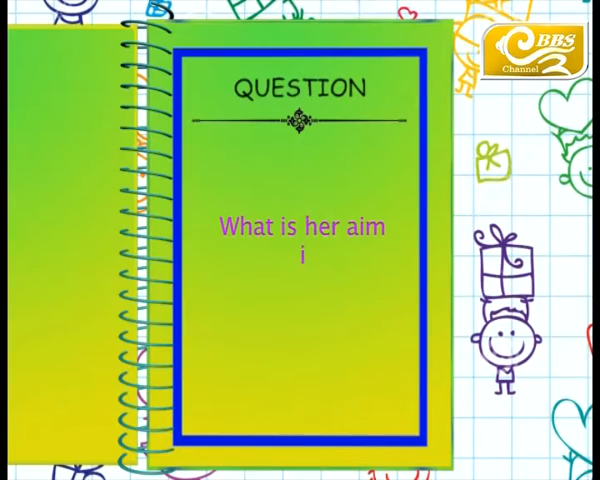 BBS
Channel 2
QUESTION
What is her aim
i